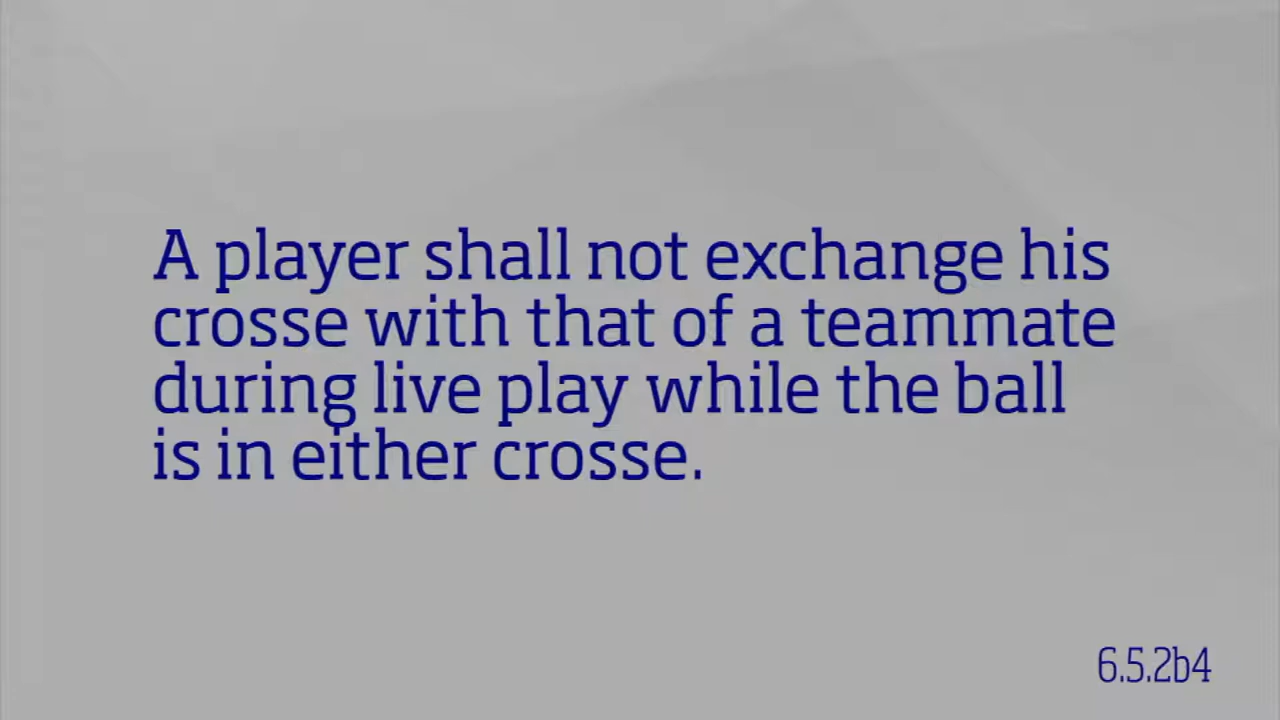 A player shall not exchange his
crosse with that of a teammate
during live play while the ball
is in either crosse.
6.5.2b4